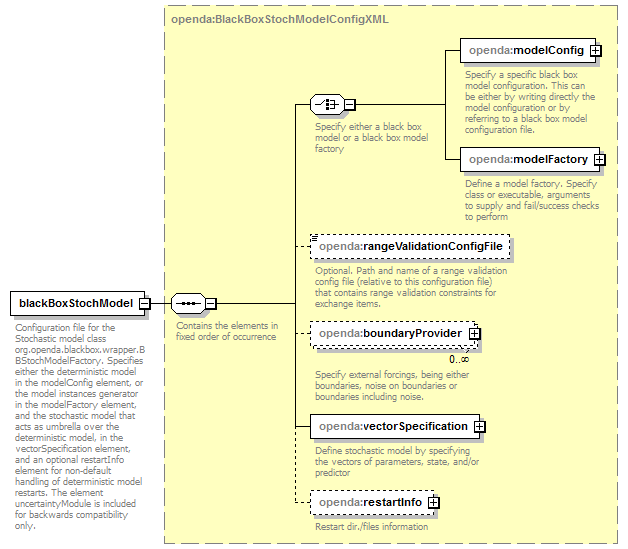 openda:BlackBoxStochModelConfigXML
openda:modelConfig
Specify a specific black box
model configuration. This can
be either by writing directly the
model configuration or by
referring to a black box model
configuration file.
Specify either a black box
model or a black box model
factory
openda:modelFactory
Define a model factory. Specify
class or executable, arguments
to supply and fail/success checks
to perform
openda:rangeValidationConfigFile
Optional. Path and name of a range validation
config file (relative to this configuration file)
that contains range validation constraints for
exchange items.
blackBoxStochModel
Configuration file for the
Stochastic model class
org.openda.blackbox.wrapper.B
BStochModelFactory. Specifies
either the deterministic model
in the modelConfig element, or
the model instances generator
in the modelFactory element,
and the stochastic model that
acts as umbrella over the
deterministic model, in the
vectorSpecification element,
and an optional restartInfo
element for non-default
handling of deterministic model
restarts. The element
uncertaintyModule is included
for backwards compatibility
only.
Contains the elements in
fixed order of occurrence
openda:boundaryProvider
0..∞
Specify external forcings, being either
boundaries, noise on boundaries or
boundaries including noise.
openda:vectorSpecification
Define stochastic model by specifying
the vectors of parameters, state, and/or
predictor
openda:restartInfo
Restart dir./files information